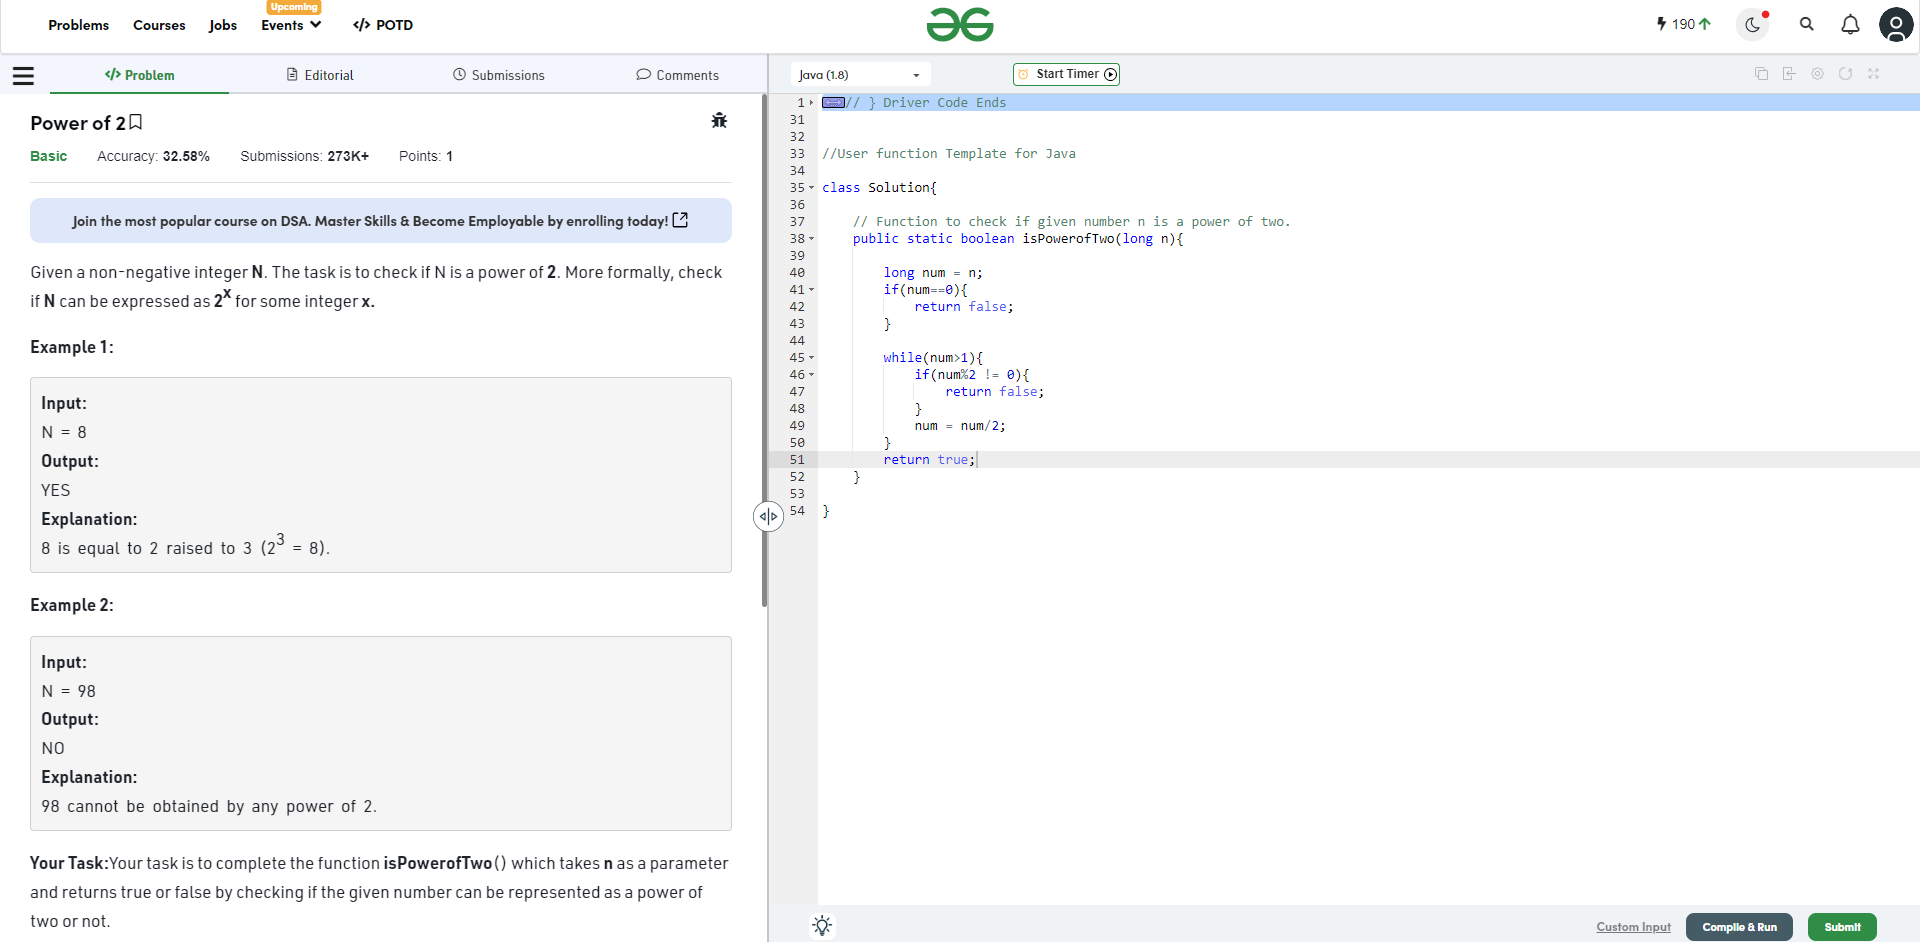 Problems Courses Jobs Events POTD
Upcoming
190
Problem Editorial Submissions Comments
Java (1.8) Start Timer
Power of 2
Basic Accuracy: 32.58% Submissions: 273K+ Points: 1
Join the most popular course on DSA. Master Skills & Become Employable by enrolling today!
Given a non-negative integer N. The task is to check if N is a power of 2. More formally, check
if N can be expressed as 2^x for some integer x.
Example 1:
Input:
N = 8
Output:
YES
Explanation:
8 is equal to 2 raised to 3 (2^3 = 8).
Example 2:
Input:
N = 98
Output:
NO
Explanation:
98 cannot be obtained by any power of 2.
Your Task:Your task is to complete the function isPowerofTwo() which takes n as a parameter
and returns true or false by checking if the given number can be represented as a power of
two or not.
1 // } Driver Code Ends
31
32
33 //User function Template for Java
34
35 class Solution{
36
37 // Function to check if given number n is a power of two.
38 public static boolean isPowerofTwo(long n){
39
40 long num = n;
41 if(num==0){
42 return false;
43 }
44
45 while(num>1){
46 if(num%2 != 0){
47 return false;
48 }
49 num = num/2;
50 }
51 return true;
52 }
53
54 }
Custom Input Compile & Run Submit